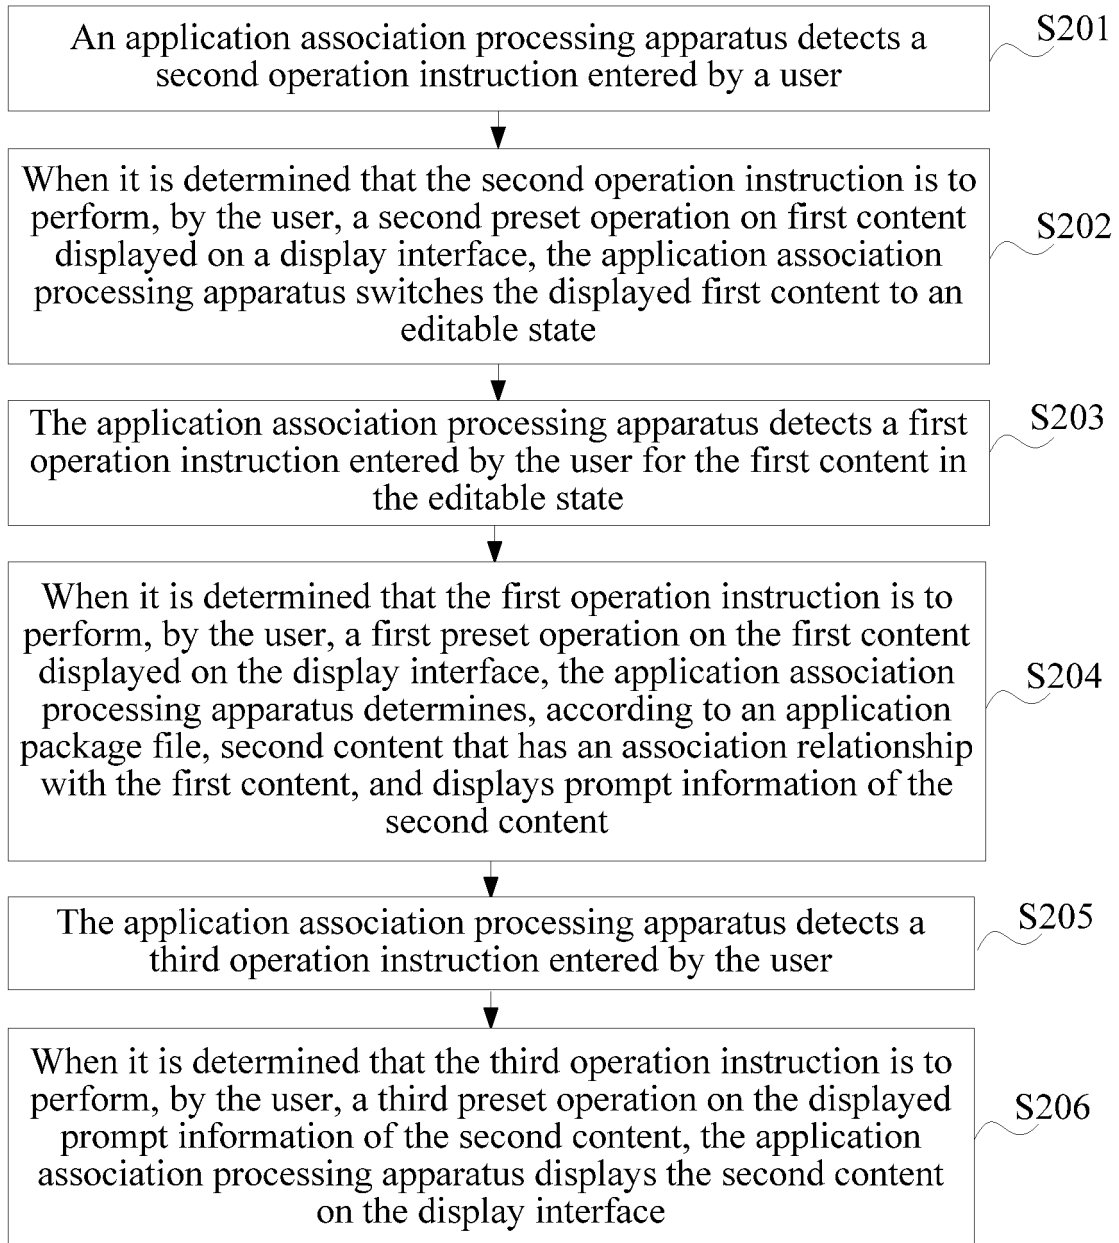 An application association processing apparatus detects a
second operation instruction entered by a user
S201
When it is determined that the second operation instruction is to
perform, by the user, a second preset operation on first content
displayed on a display interface, the application association
processing apparatus switches the displayed first content to an
editable state
S202
The application association processing apparatus detects a first
operation instruction entered by the user for the first content in
the editable state
S203
When it is determined that the first operation instruction is to
perform, by the user, a first preset operation on the first content
displayed on the display interface, the application association
processing apparatus determines, according to an application
package file, second content that has an association relationship
with the first content, and displays prompt information of the
second content
S204
The application association processing apparatus detects a
third operation instruction entered by the user
S205
When it is determined that the third operation instruction is to
perform, by the user, a third preset operation on the displayed
prompt information of the second content, the application
association processing apparatus displays the second content
on the display interface
S206